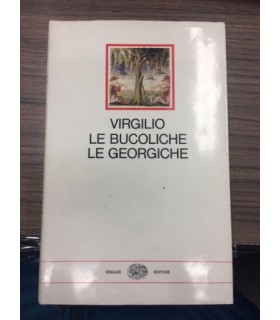 VIRGILIO
LE BUCOLICHE
LE GEORGICHE
EINAUDI EDITORE